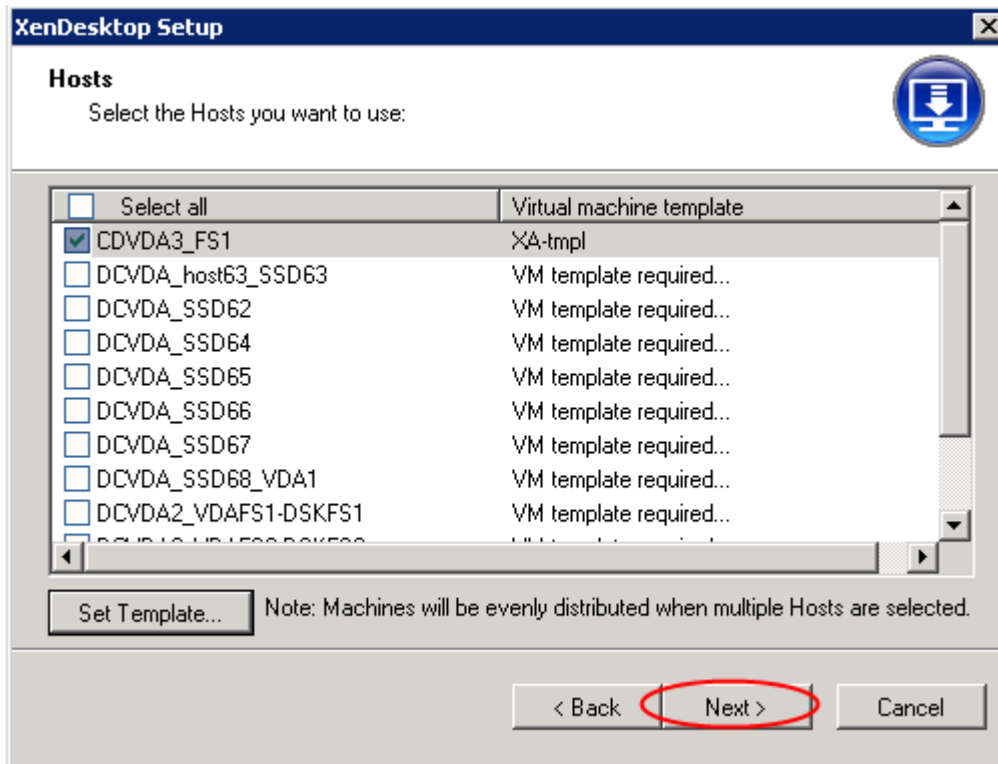 XenDesktop Setup
Hosts
Select the Hosts you want to use:
Select all Virtual machine template
CDVDA3_FS1 XA-tmpl
DCVDA_host63_SSD63 VM template required...
DCVDA_SSD62 VM template required...
DCVDA_SSD64 VM template required...
DCVDA_SSD65 VM template required...
DCVDA_SSD66 VM template required...
DCVDA_SSD67 VM template required...
DCVDA_SSD68_VDA1 VM template required...
DCVDA2_VDAFS1-DSKFS1 VM template required...
Set Template... Note: Machines will be evenly distributed when multiple Hosts are selected.
< Back Next > Cancel